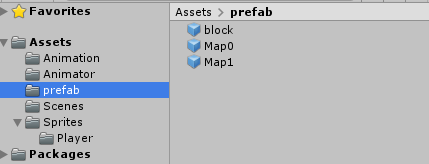 Favorites
Assets
Animation
Animator
prefab
Scenes
Sprites
Player
Packages
Assets > prefab
block
Map0
Map1